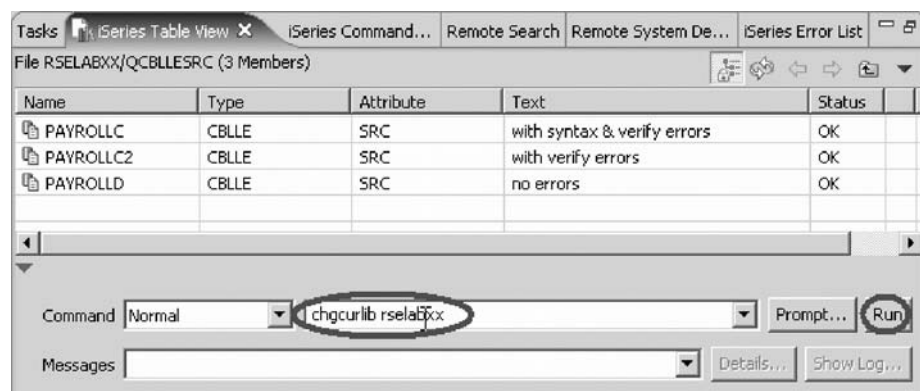 Tasks iSeries Table View iSeries Command... Remote Search Remote System De... iSeries Error List
File RSELABXX/QCBLLESRC (3 Members)
Name Type Attribute Text Status
PAYROLLC CBLLE SRC with syntax & verify errors OK
PAYROLLC2 CBLLE SRC with verify errors OK
PAYROLLD CBLLE SRC no errors OK
Command Normal chgcurlib rselabxx Prompt... Run
Messages Details... Show Log...